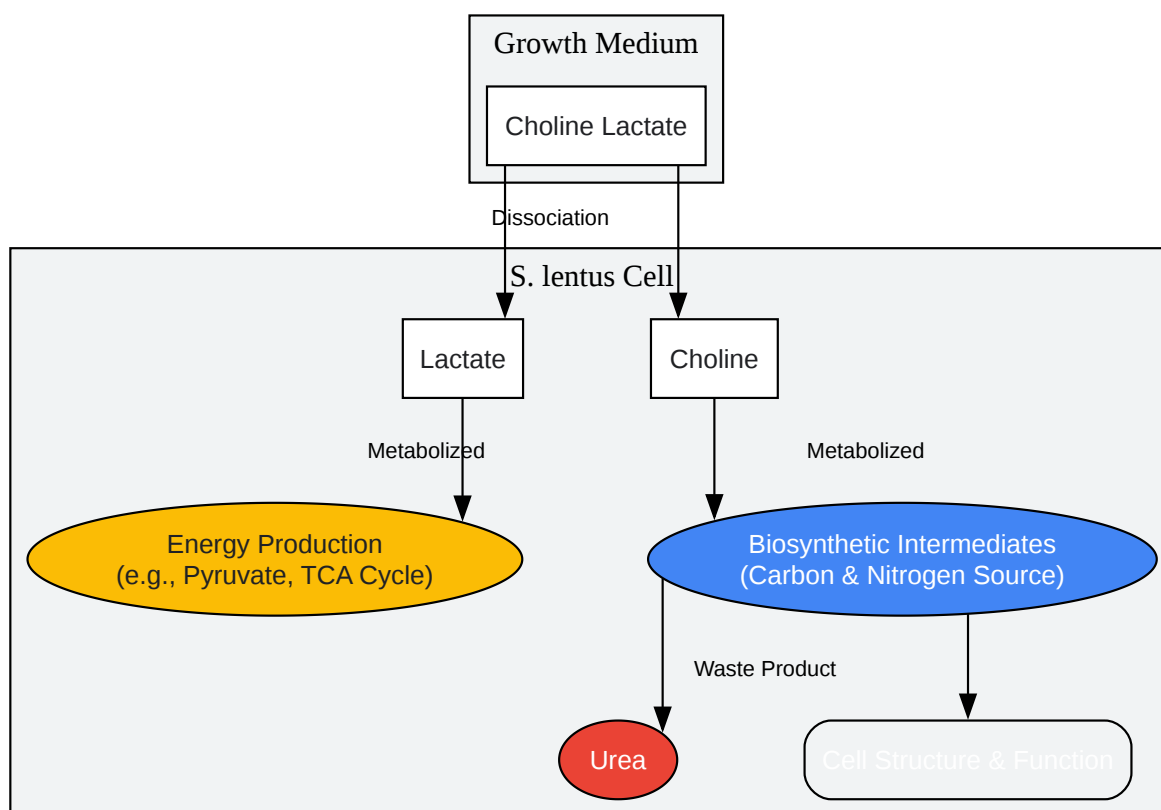 Growth Medium
Choline Lactate
Dissociation
S. lentus Cell
Lactate
Choline
Metabolized
Metabolized
Energy Production
(e.g., Pyruvate, TCA Cycle)
Biosynthetic Intermediates
(Carbon & Nitrogen Source)
Waste Product
Urea
Cell Structure & Function